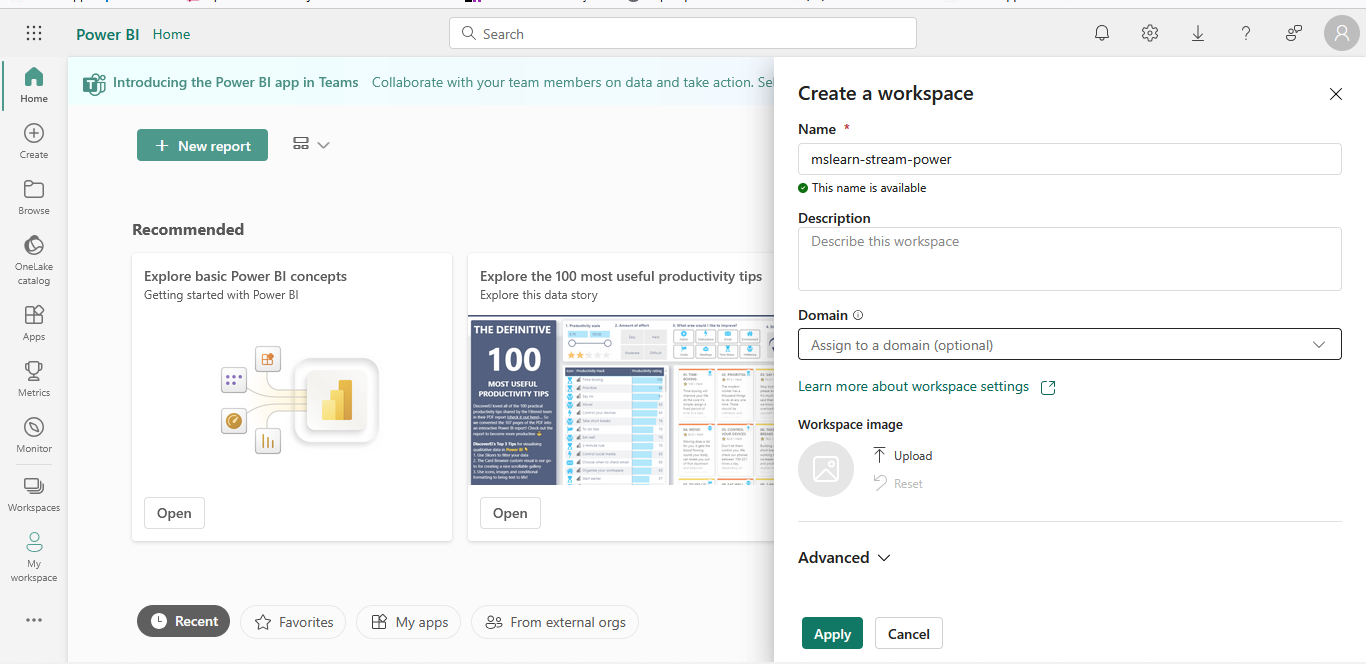 Power BI Home
Search
Home
Create
Browse
OneLake
catalog
Apps
Metrics
Monitor
Workspaces
My
workspace
Introducing the Power BI app in Teams Collaborate with your team members on data and take action.
New report
Recommended
Explore basic Power BI concepts
Getting started with Power BI
Open
Explore the 100 most useful productivity tips
Explore this data story
THE DEFINITIVE
100
MOST USEFUL
PRODUCTIVITY TIPS
Open
Recent
Favorites
My apps
From external orgs
Create a workspace
Name *
mslearn-stream-power
This name is available
Description
Describe this workspace
Domain
Assign to a domain (optional)
Learn more about workspace settings
Workspace image
Upload
Reset
Advanced
Apply
Cancel